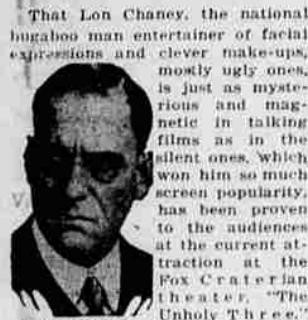 That Lon Chaney, the national
bugaboo man entertainer of facial
expressions and clever make-ups,
mostly ugly ones,
is just as myste-
rious and mag-
netic in talking
films as in the
silent ones, which
won him so much
screen popularity,
has been proven
to the audiences
at the current at-
traction at the
Fox Craterian
theater, "The
Unholy Three."